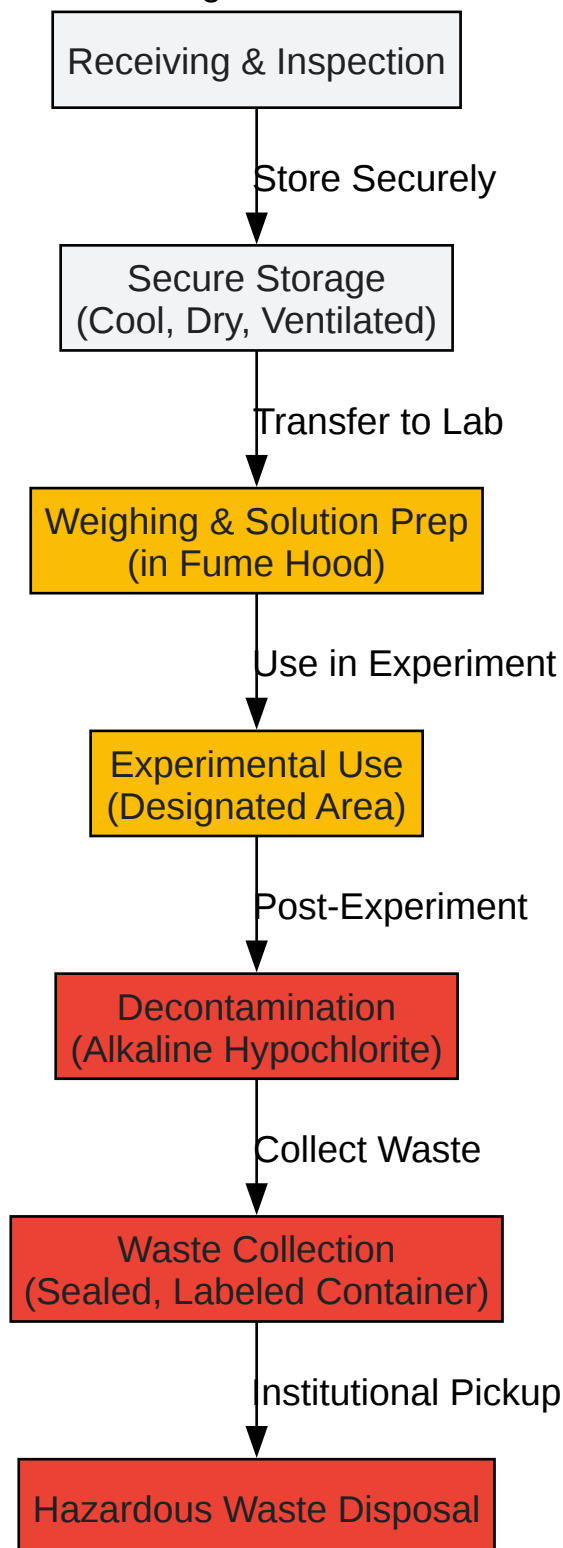 Receiving & Inspection
Store Securely
Secure Storage
(Cool, Dry, Ventilated)
Transfer to Lab
Weighing & Solution Prep
(in Fume Hood)
Use in Experiment
Experimental Use
(Designated Area)
Post-Experiment
Decontamination
(Alkaline Hypochlorite)
Collect Waste
Waste Collection
(Sealed, Labeled Container)
Institutional Pickup
Hazardous Waste Disposal